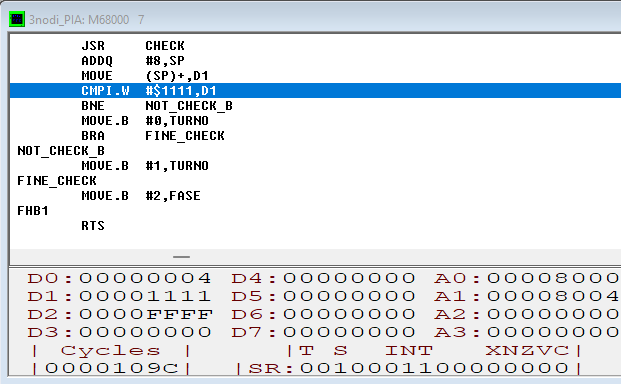 3nodi_PIA: M68000 7
JSR CHECK
ADDQ #8,SP
MOVE (SP)+,D1
CMPI.W #$1111,D1
BNE NOT_CHECK_B
MOVE.B #0,TURNO
BRA FINE_CHECK
NOT_CHECK_B
MOVE.B #1,TURNO
FINE_CHECK
MOVE.B #2,FASE
FHB1
RTS
D0:00000004 D4:00000000 A0:00008000
D1:00001111 D5:00000000 A1:00008004
D2:0000FFFF D6:00000000 A2:00000000
D3:00000000 D7:00000000 A3:00000000
| Cycles | |T S INT XNZVC|
|0000109C| |SR:0010001100000000|